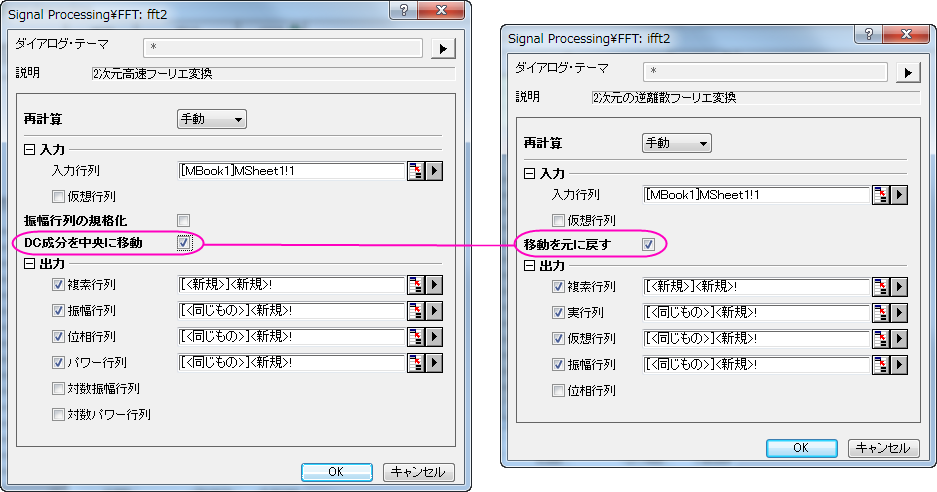 Signal Processing¥FFT: fft2
ダイアログ・テーマ
*
説明
2次元高速フーリエ変換
再計算
手動
入力
入力行列
[MBook1]MSheet1!1
仮想行列
振幅行列の規格化
DC成分を中央に移動
出力
複素行列
[<新規>]<新規>!
振幅行列
[<同じもの>]<新規>!
位相行列
[<同じもの>]<新規>!
パワー行列
[<同じもの>]<新規>!
対数振幅行列
対数パワー行列
OK
キャンセル
Signal Processing¥FFT: ifft2
ダイアログ・テーマ
*
説明
2次元の逆離散フーリエ変換
再計算
手動
入力
入力行列
[MBook1]MSheet1!1
仮想行列
移動を元に戻す
出力
複素行列
[<新規>]<新規>!
実行列
[<同じもの>]<新規>!
仮想行列
[<同じもの>]<新規>!
振幅行列
[<同じもの>]<新規>!
位相行列
OK
キャンセル